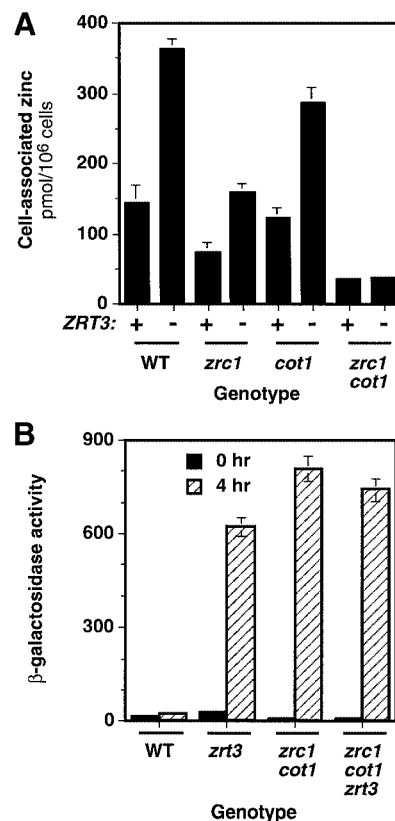 A
Cell-associated zinc
pmol/10⁶ cells
400
300
200
100
0
ZRT3: + - + - + - + -
WT zrc1 cot1 zrc1
cot1
Genotype
B
β-galactosidase activity
900
600
300
0
0 hr
4 hr
WT zrt3 zrc1 zrc1
cot1 cot1
zrt3
Genotype